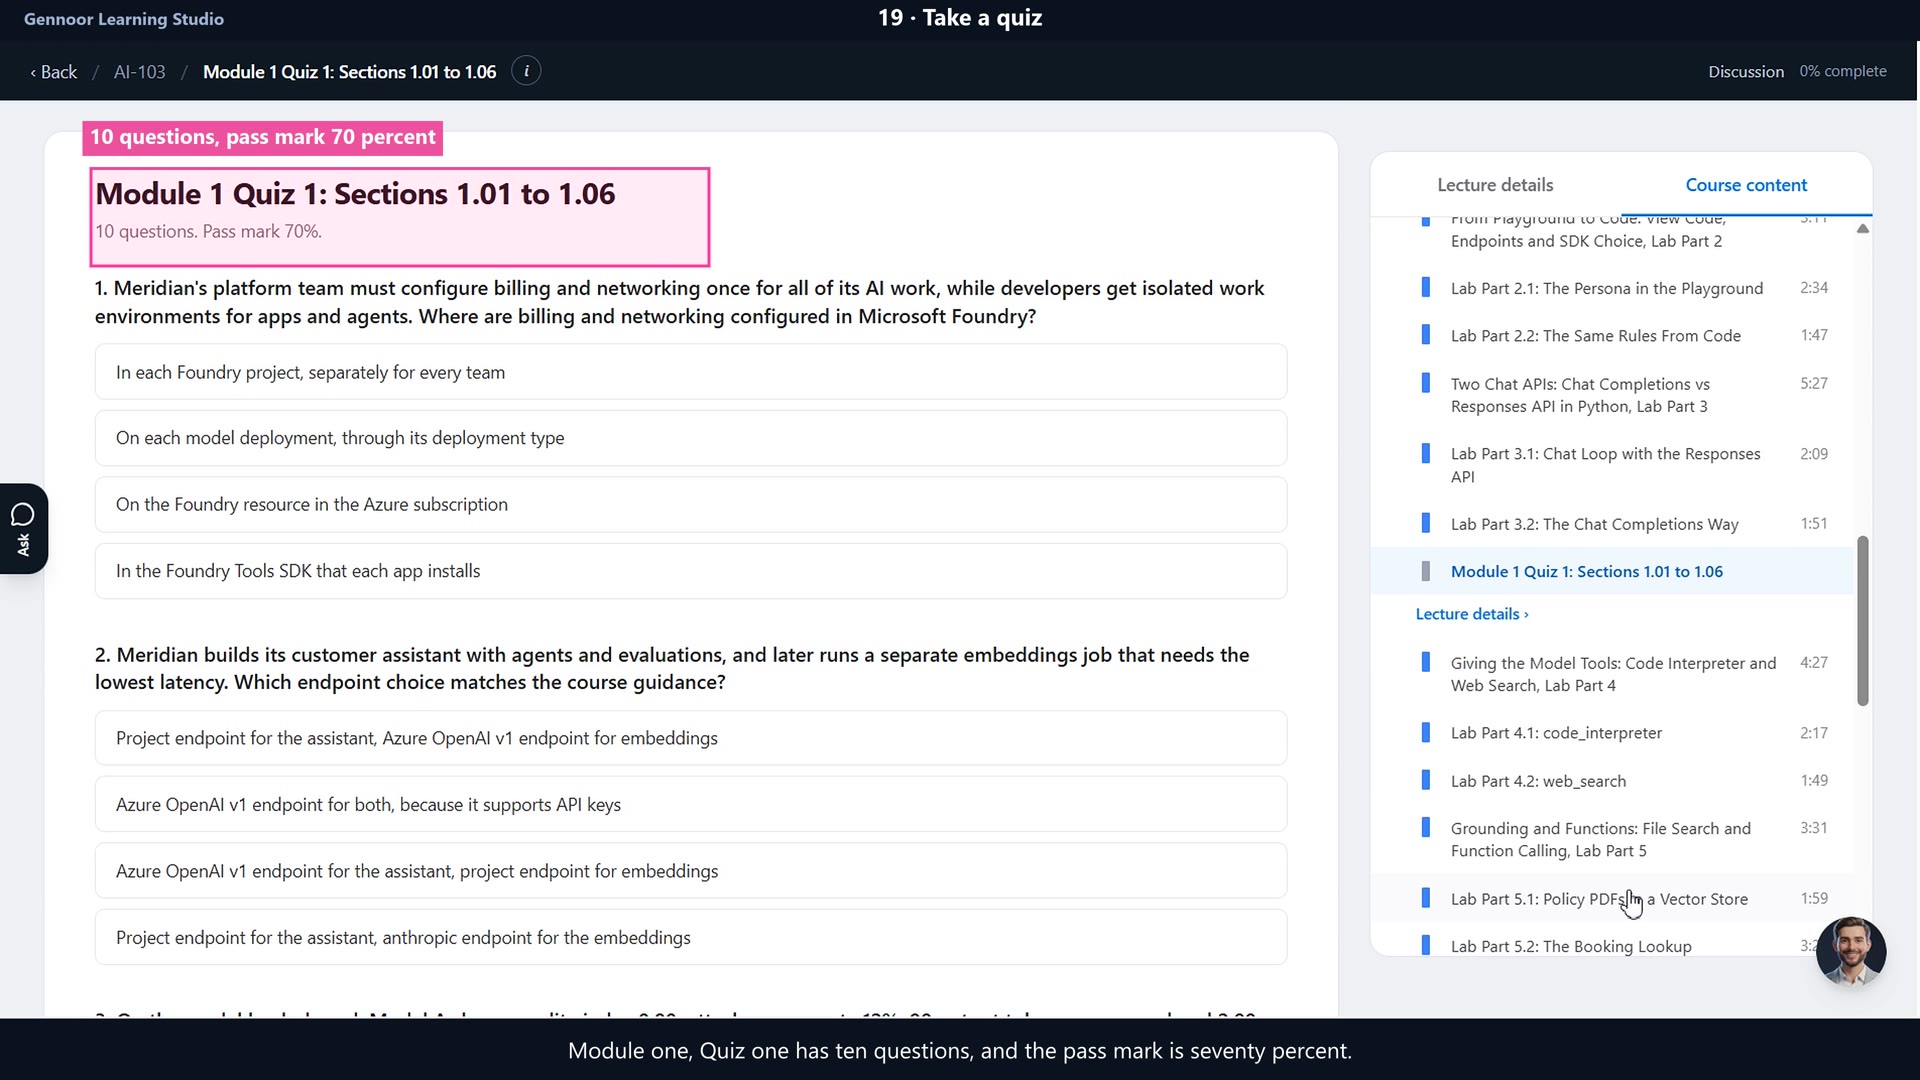 Gennoor Learning Studio
19 · Take a quiz
‹ Back / AI-103 / Module 1 Quiz 1: Sections 1.01 to 1.06 i
Discussion 0% complete
10 questions, pass mark 70 percent
Module 1 Quiz 1: Sections 1.01 to 1.06
10 questions. Pass mark 70%.
1. Meridian's platform team must configure billing and networking once for all of its AI work, while developers get isolated work
environments for apps and agents. Where are billing and networking configured in Microsoft Foundry?
In each Foundry project, separately for every team
On each model deployment, through its deployment type
On the Foundry resource in the Azure subscription
In the Foundry Tools SDK that each app installs
2. Meridian builds its customer assistant with agents and evaluations, and later runs a separate embeddings job that needs the
lowest latency. Which endpoint choice matches the course guidance?
Project endpoint for the assistant, Azure OpenAI v1 endpoint for embeddings
Azure OpenAI v1 endpoint for both, because it supports API keys
Azure OpenAI v1 endpoint for the assistant, project endpoint for embeddings
Project endpoint for the assistant, anthropic endpoint for the embeddings
Ask
Lecture details
Course content
From Playground to Code: View Code,
Endpoints and SDK Choice, Lab Part 2
Lab Part 2.1: The Persona in the Playground 2:34
Lab Part 2.2: The Same Rules From Code 1:47
Two Chat APIs: Chat Completions vs 5:27
Responses API in Python, Lab Part 3
Lab Part 3.1: Chat Loop with the Responses 2:09
API
Lab Part 3.2: The Chat Completions Way 1:51
Module 1 Quiz 1: Sections 1.01 to 1.06
Lecture details ›
Giving the Model Tools: Code Interpreter and 4:27
Web Search, Lab Part 4
Lab Part 4.1: code_interpreter 2:17
Lab Part 4.2: web_search 1:49
Grounding and Functions: File Search and 3:31
Function Calling, Lab Part 5
Lab Part 5.1: Policy PDFs a Vector Store 1:59
Lab Part 5.2: The Booking Lookup
Module one, Quiz one has ten questions, and the pass mark is seventy percent.